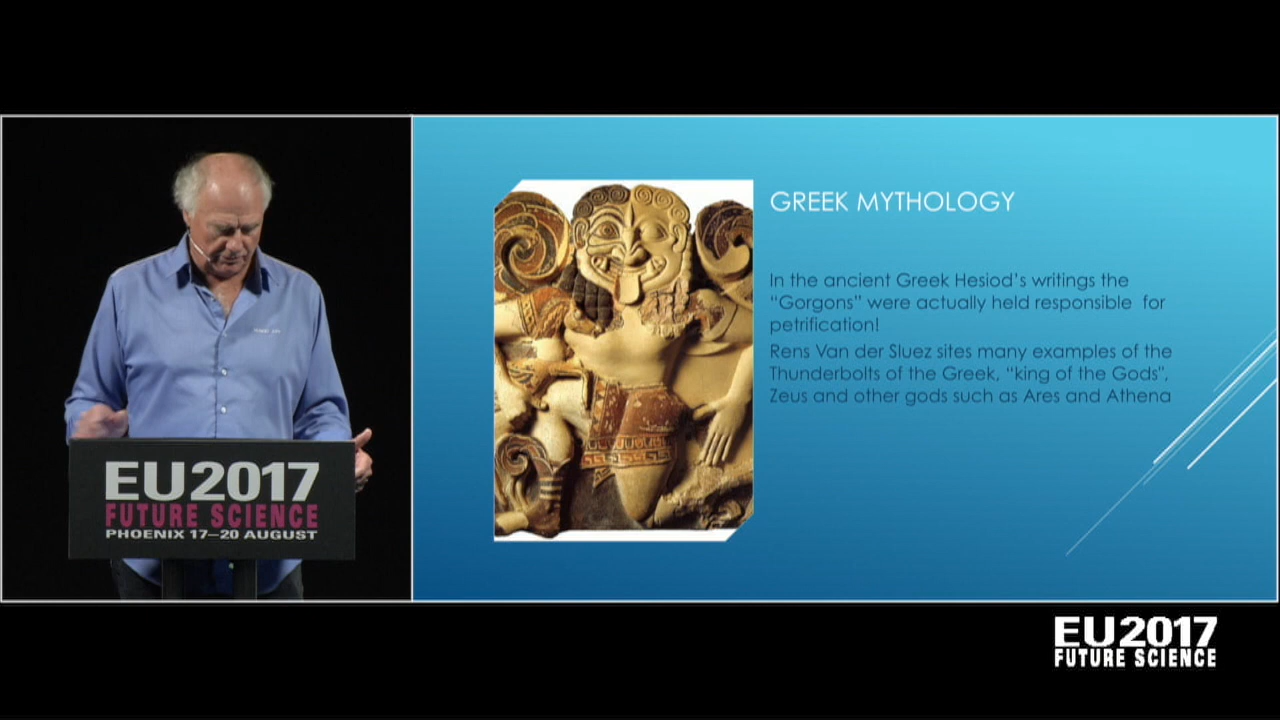 GREEK MYTHOLOGY
In the ancient Greek Hesiod's writings the
"Gorgons" were actually held responsible for
petrification!
Rens Van der Sluez sites many examples of the
Thunderbolts of the Greek, "king of the Gods",
Zeus and other gods such as Ares and Athena
EU2017
FUTURE SCIENCE
PHOENIX 17–20 AUGUST
EU2017
FUTURE SCIENCE